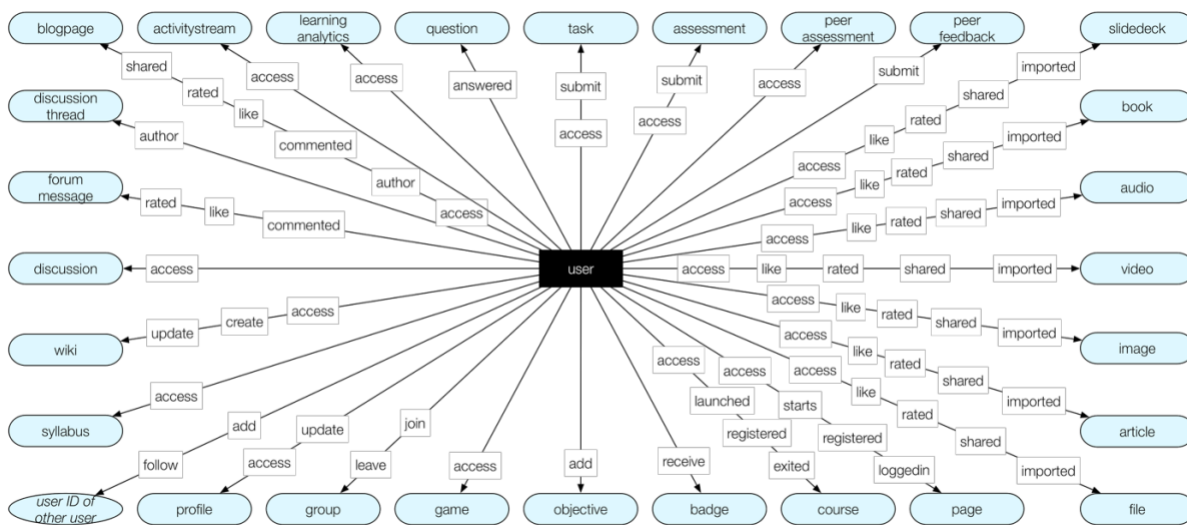 blogpage
activitystream
learning
analytics
question
task
assessment
peer
assessment
peer
feedback
slidedeck
shared
access
access
answered
submit
submit
access
submit
imported
rated
shared
discussion
thread
book
like
access
access
rated
imported
author
commented
like
shared
author
access
rated
forum
message
access
like
imported
audio
rated
like
commented
access
access
like
rated
shared
imported
discussion
access
user
access
like
rated
shared
imported
video
access
like
rated
shared
imported
image
wiki
update
create
access
access
like
rated
shared
imported
article
access
access
access
like
rated
shared
imported
file
syllabus
access
add
update
join
launched
starts
registered
registered
follow
access
leave
access
add
receive
exited
loggedin
user ID of
other user
profile
group
game
objective
badge
course
page